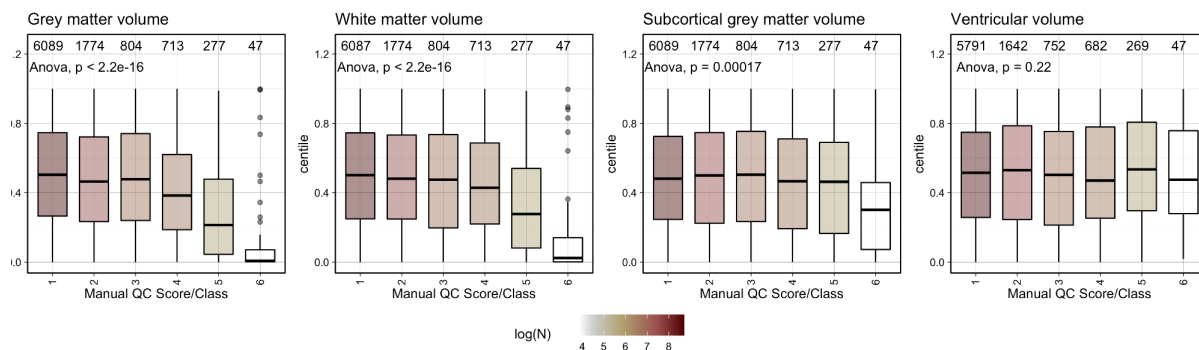 Grey matter volume
6089 1774 804 713 277 47
Anova, p < 2.2e-16
1 2 3 4 5 6
Manual QC Score/Class
White matter volume
1.2
0.8
0.4
0.0
centile
6087 1774 804 713 277 47
Anova, p < 2.2e-16
1 2 3 4 5 6
Manual QC Score/Class
Subcortical grey matter volume
1.2
0.8
0.4
0.0
centile
6089 1774 804 713 277 47
Anova, p = 0.00017
1 2 3 4 5 6
Manual QC Score/Class
Ventricular volume
1.2
0.8
0.4
0.0
centile
5791 1642 752 682 269 47
Anova, p = 0.22
1 2 3 4 5 6
Manual QC Score/Class
log(N)
4 5 6 7 8